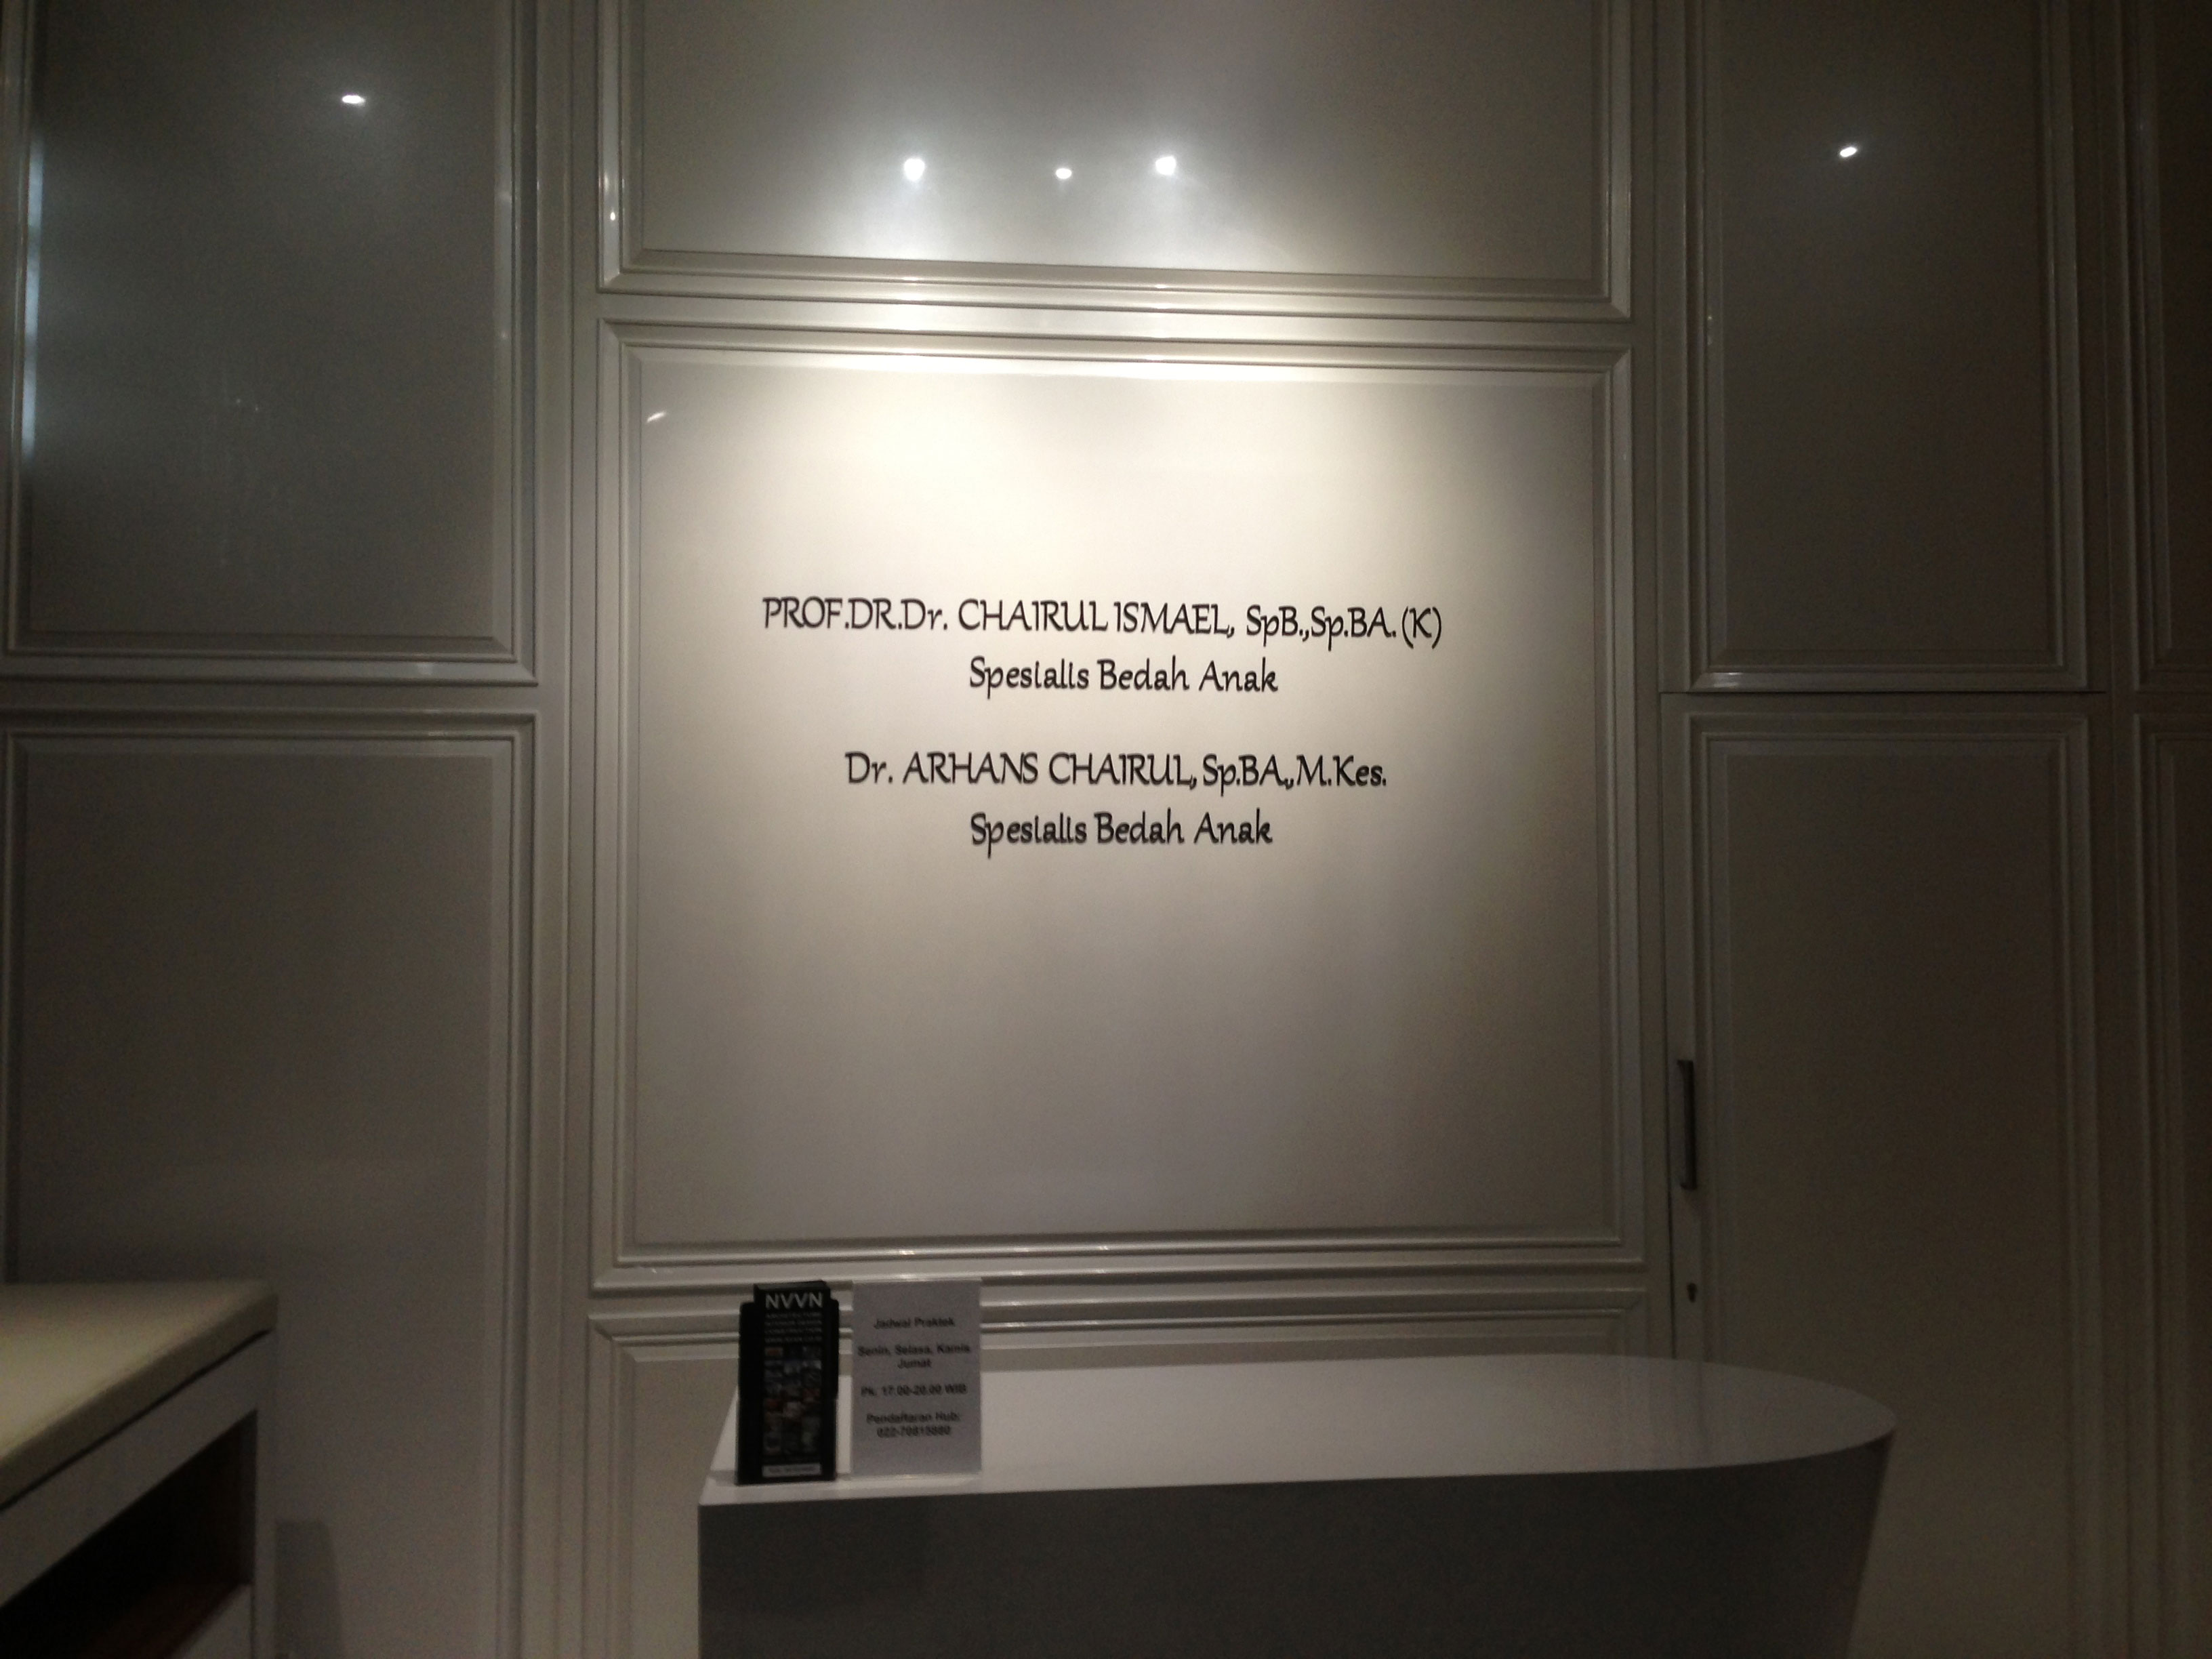 PROF.DR.Dr. CHAIRUL ISMAEL, SpB.,Sp.BA.(K)
Spesialis Bedah Anak
Dr. ARHANS CHAIRUL, Sp.BA.,M.Kes.
Spesialis Bedah Anak
NVVN
Jadwal Praktek
Senin, Selasa, Kamis
Jumat
Pk. 17.00-20.00 WIB
Pendaftaran Hub: